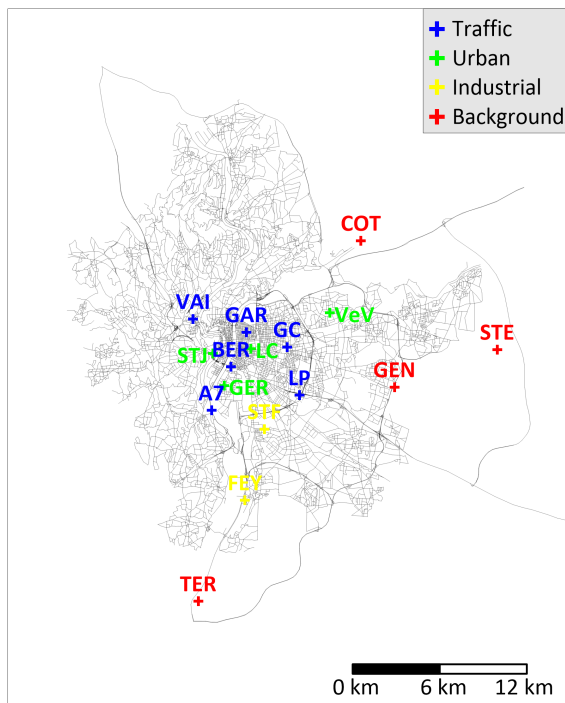 Traffic
Urban
Industrial
Background
COT
VAI
GAR
VeV
GC
STE
STJ
BER
LC
GEN
LP
GER
A7
STF
FEY
TER
0 km 6 km 12 km